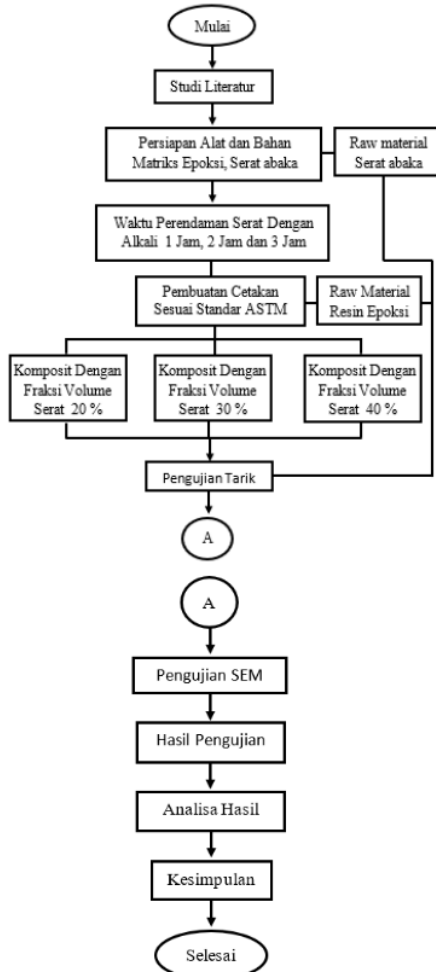 Mulai
Studi Literatur
Persiapan Alat dan Bahan
Matriks Epoksi, Serat abaka
Raw material
Serat abaka
Waktu Perendaman Serat Dengan
Alkali 1 Jam, 2 Jam dan 3 Jam
Pembuatan Cetakan
Sesuai Standar ASTM
Raw Material
Resin Epoksi
Komposit Dengan
Fraksi Volume
Serat 20 %
Komposit Dengan
Fraksi Volume
Serat 30 %
Komposit Dengan
Fraksi Volume
Serat 40 %
Pengujian Tarik
A
A
Pengujian SEM
Hasil Pengujian
Analisa Hasil
Kesimpulan
Selesai